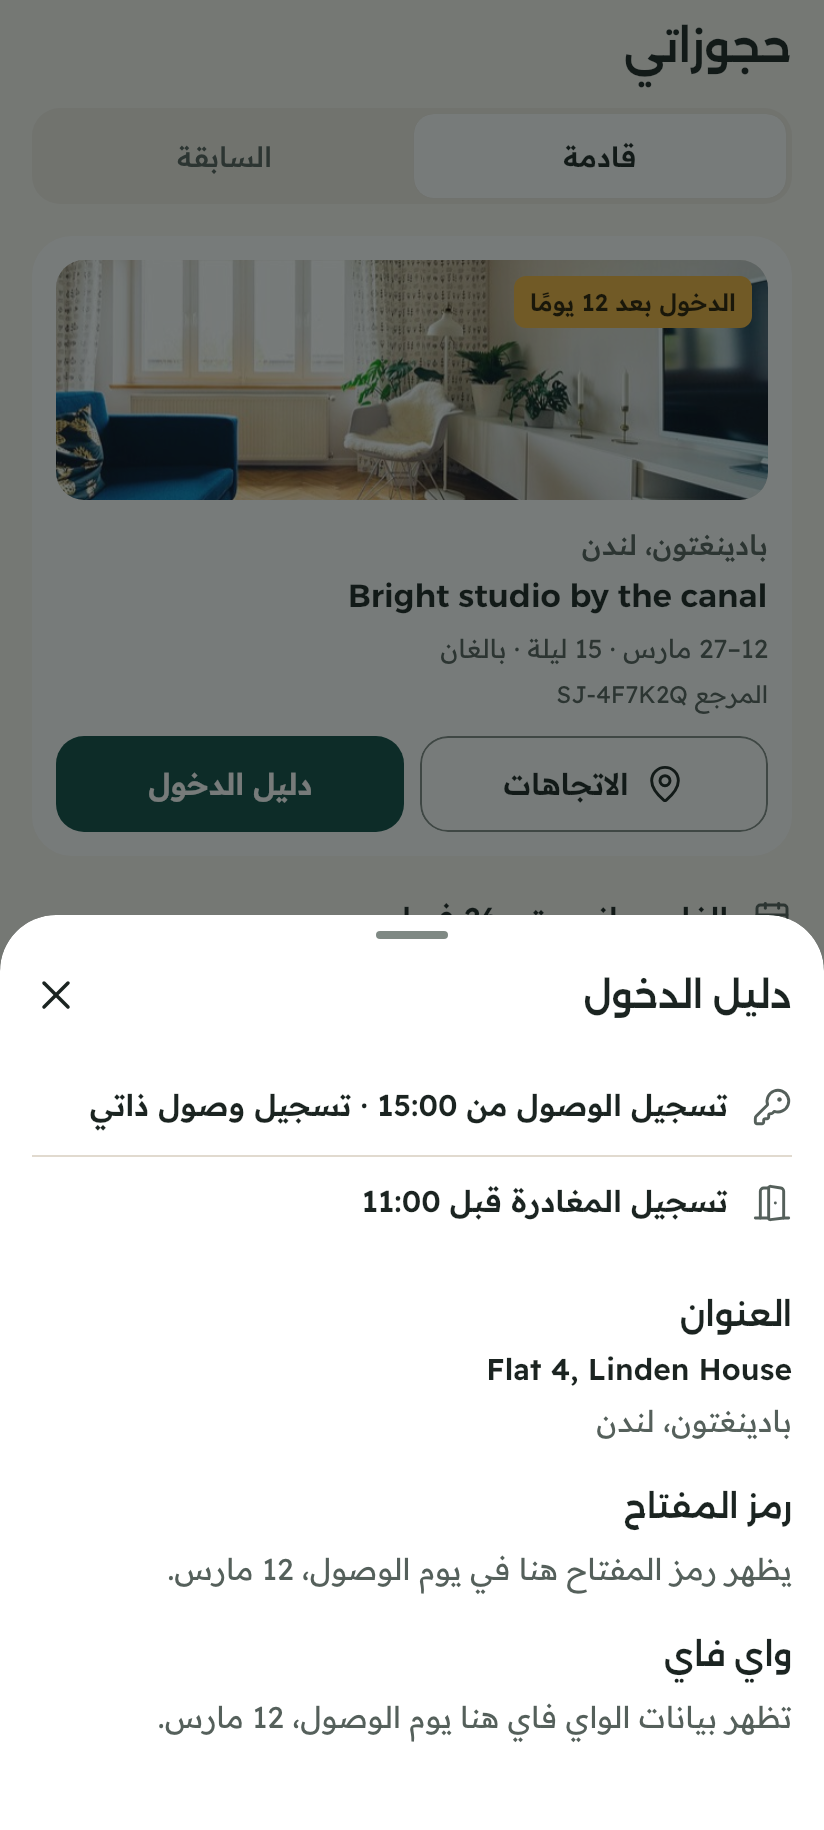 حجوزاتي
قادمة
السابقة
الدخول بعد 12 يومًا
بادينغتون، لندن
Bright studio by the canal
12–27 مارس · 15 ليلة · بالغان
المرجع SJ-4F7K2Q
الاتجاهات
دليل الدخول
دليل الدخول
تسجيل الوصول من 15:00 · تسجيل وصول ذاتي
تسجيل المغادرة قبل 11:00
العنوان
Flat 4, Linden House
بادينغتون، لندن
رمز المفتاح
يظهر رمز المفتاح هنا في يوم الوصول، 12 مارس.
واي فاي
تظهر بيانات الواي فاي هنا يوم الوصول، 12 مارس.